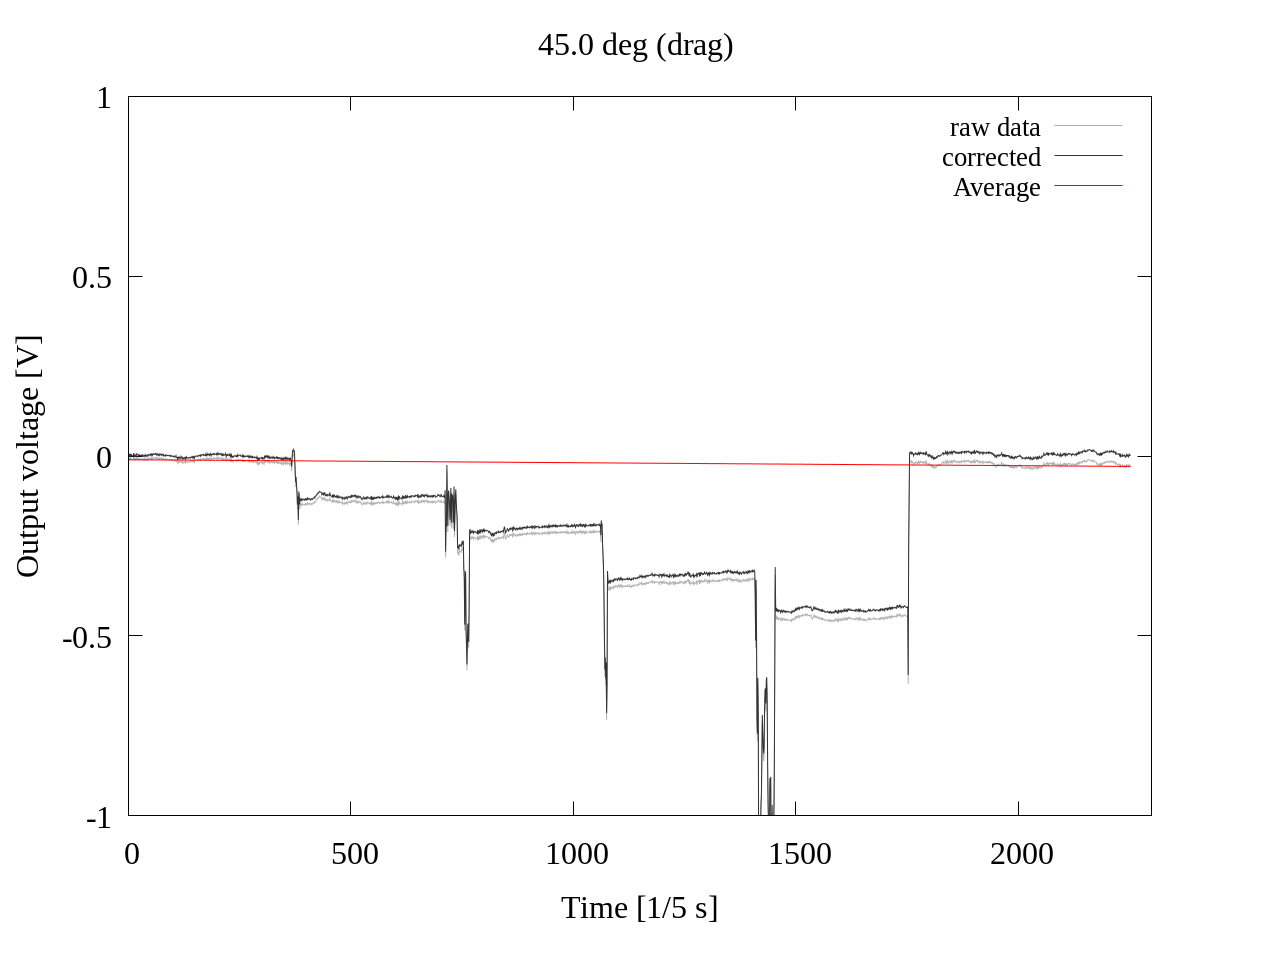 45.0 deg (drag)
1
raw data
corrected
Average
0.5
0
-0.5
-1
Output voltage [V]
0 500 1000 1500 2000
Time [1/5 s]